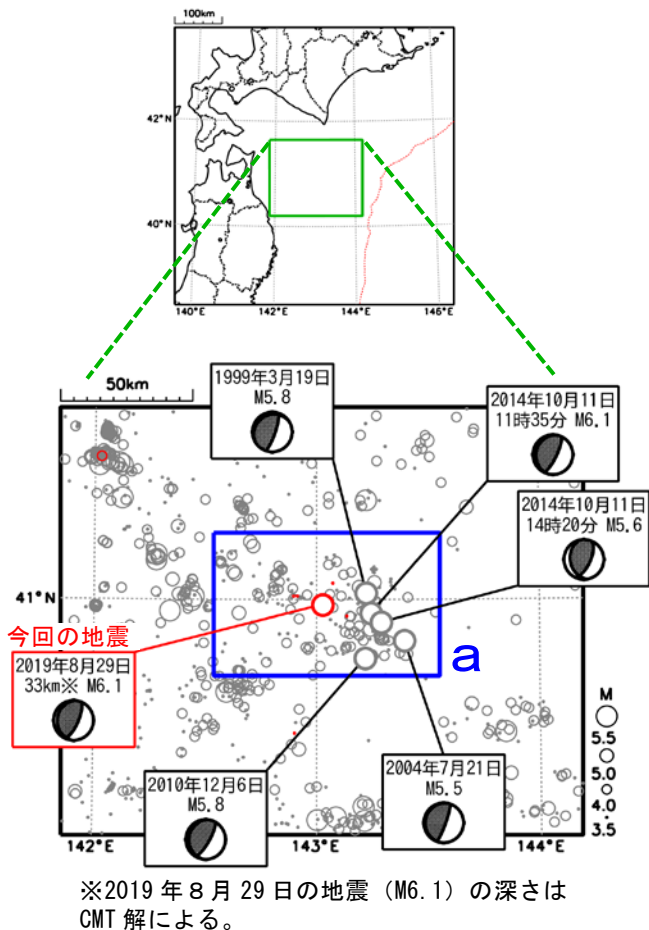 100km
42°N
40°N
140°E
142°E
144°E
146°E
50km
1999年3月19日
M5.8
2014年10月11日
11時35分 M6.1
2014年10月11日
14時20分 M5.6
41°N
今回の地震
2019年8月29日
33km※ M6.1
a
2010年12月6日
M5.8
2004年7月21日
M5.5
M
5.5
5.0
4.0
3.5
142°E
143°E
144°E
※2019年8月29日の地震（M6.1）の深さは
CMT解による。